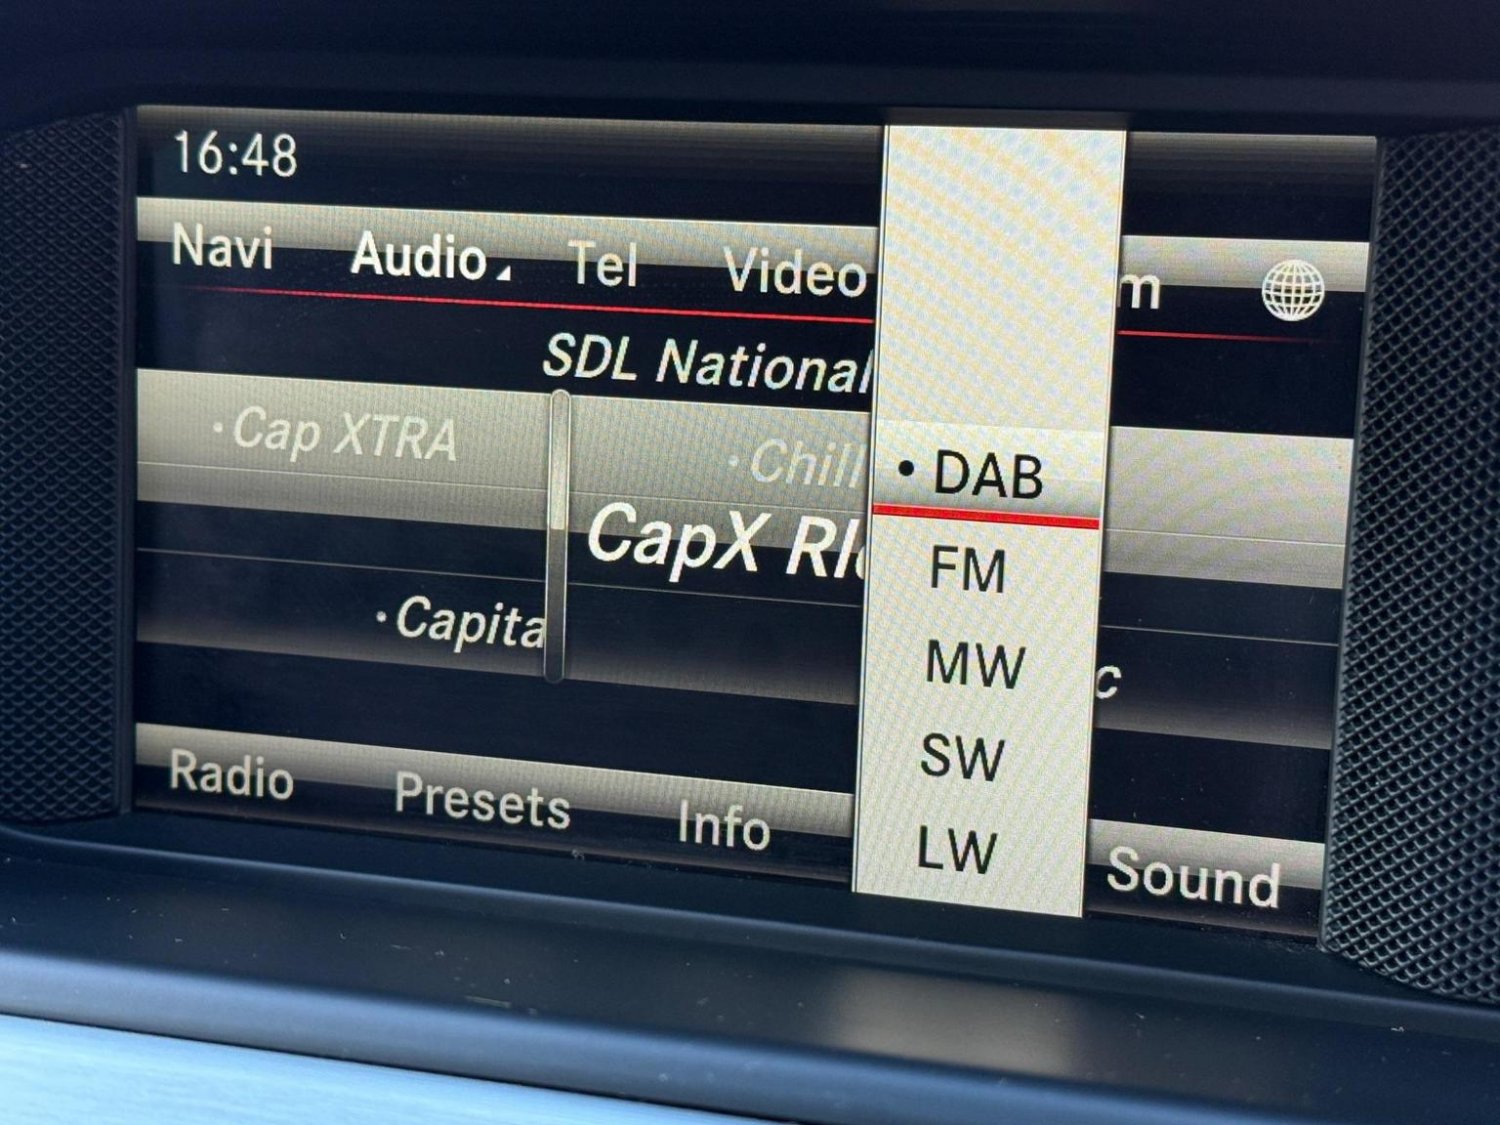 16:48
Navi Audio Tel Video m
SDL National
• Cap XTRA • Chill
CapX Rl
• Capita c
• DAB
FM
MW
SW
LW
Radio Presets Info Sound